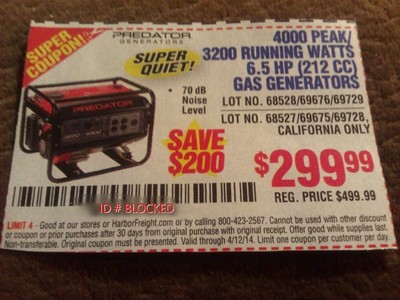 SUPER COUPON!
PREDATOR
GENERATORS
SUPER QUIET!
• 70 dB
Noise
Level
PREDATOR
4000
SAVE
$200
4000 PEAK/
3200 RUNNING WATTS
6.5 HP (212 CC)
GAS GENERATORS
LOT NO. 68528/69676/69729
LOT NO. 68527/69675/69728,
CALIFORNIA ONLY
$299.99
REG. PRICE $499.99
ID # BLOCKED
LIMIT 4 - Good at our stores or HarborFreight.com or by calling 800-423-2567. Cannot be used with other discount
or coupon or prior purchases after 30 days from original purchase with original receipt. Offer good while supplies last.
Non-transferable. Original coupon must be presented. Valid through 4/12/14. Limit one coupon per customer per day.